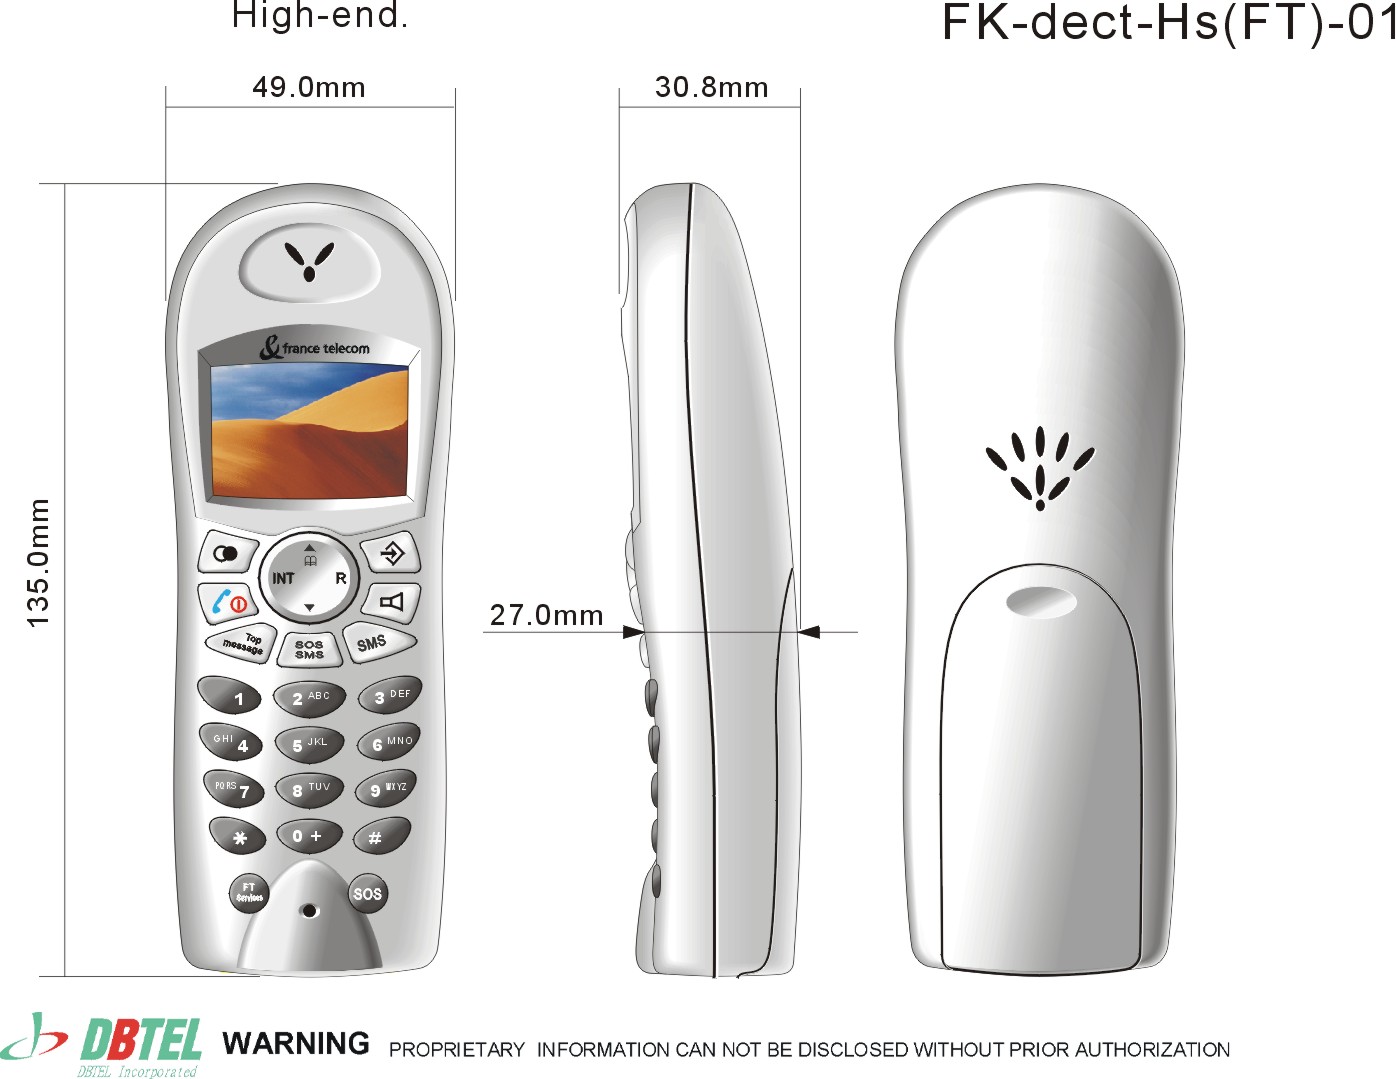 High-end.
FK-dect-Hs(FT)-01
49.0mm
30.8mm
135.0mm
27.0mm
& france telecom
INT R
Top
message
SOS
SMS
SMS
1
2 ABC
3 DEF
GHI 4
5 JKL
6 MNO
PQRS 7
8 TUV
9 WXYZ
*
0 +
#
FT
Services
SOS
DBTEL
DBTEL Incorporated
WARNING PROPRIETARY INFORMATION CAN NOT BE DISCLOSED WITHOUT PRIOR AUTHORIZATION